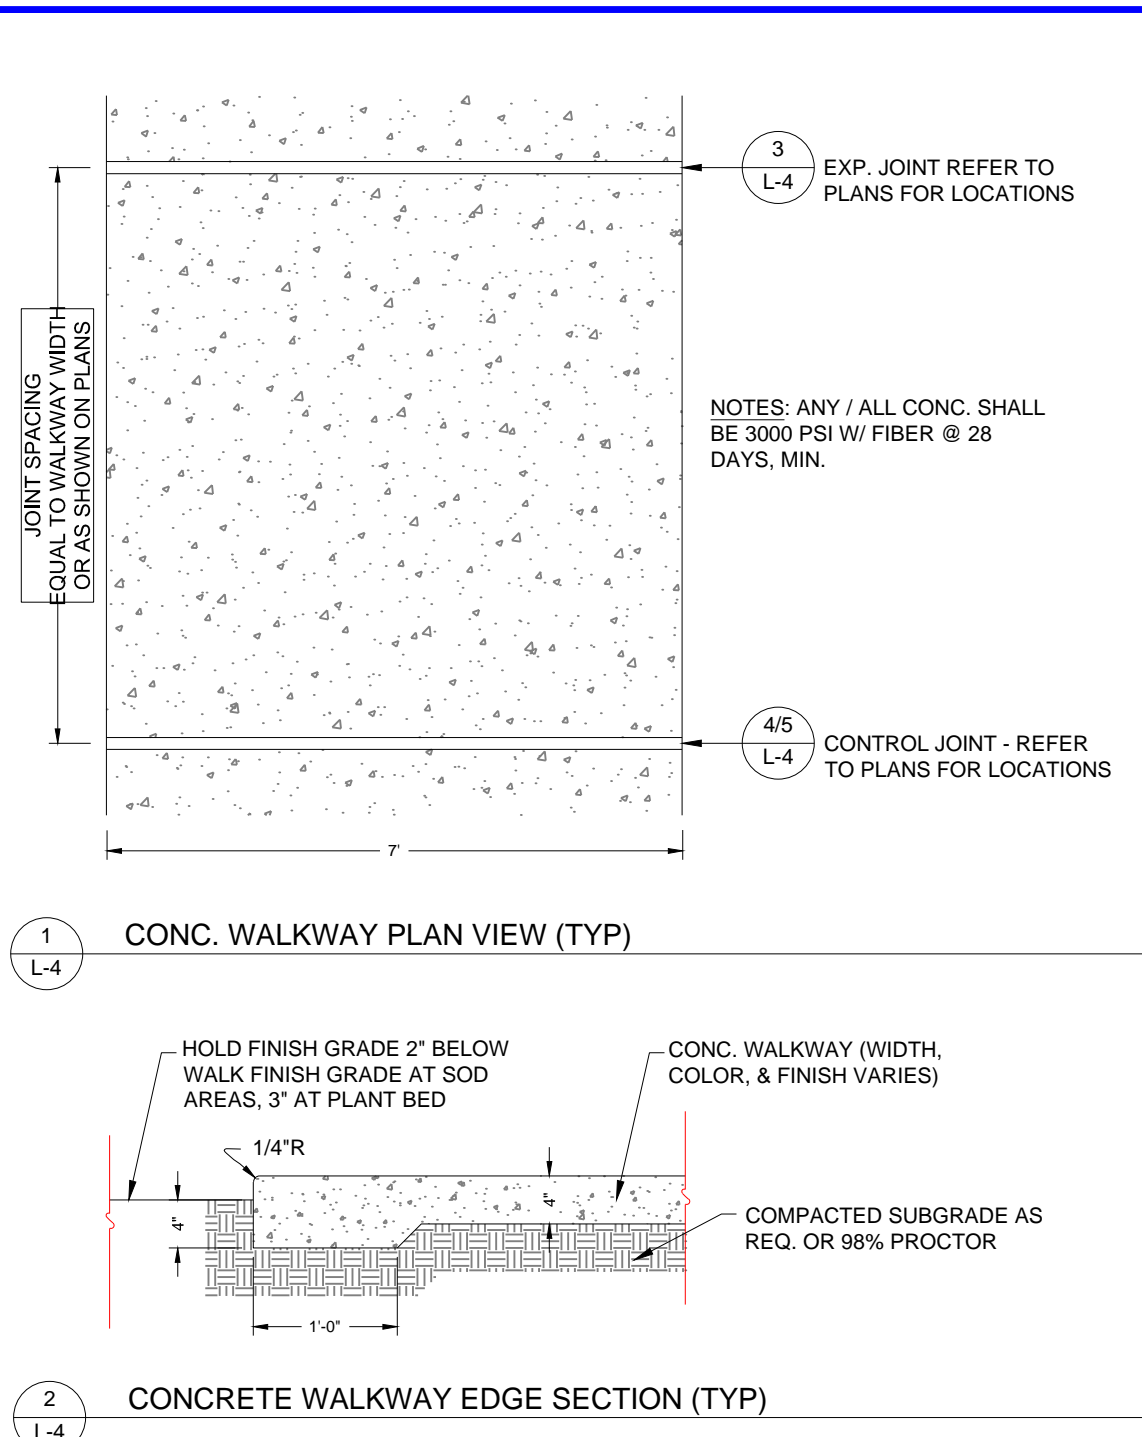 3
L-4
EXP. JOINT REFER TO
PLANS FOR LOCATIONS
JOINT SPACING
EQUAL TO WALKWAY WIDTH
OR AS SHOWN ON PLANS
NOTES: ANY / ALL CONC. SHALL
BE 3000 PSI W/ FIBER @ 28
DAYS, MIN.
4/5
L-4
CONTROL JOINT - REFER
TO PLANS FOR LOCATIONS
7'
1
L-4
CONC. WALKWAY PLAN VIEW (TYP)
HOLD FINISH GRADE 2" BELOW
WALK FINISH GRADE AT SOD
AREAS, 3" AT PLANT BED
CONC. WALKWAY (WIDTH,
COLOR, & FINISH VARIES)
1/4"R
4"
4"
COMPACTED SUBGRADE AS
REQ. OR 98% PROCTOR
1'-0"
2
L-4
CONCRETE WALKWAY EDGE SECTION (TYP)